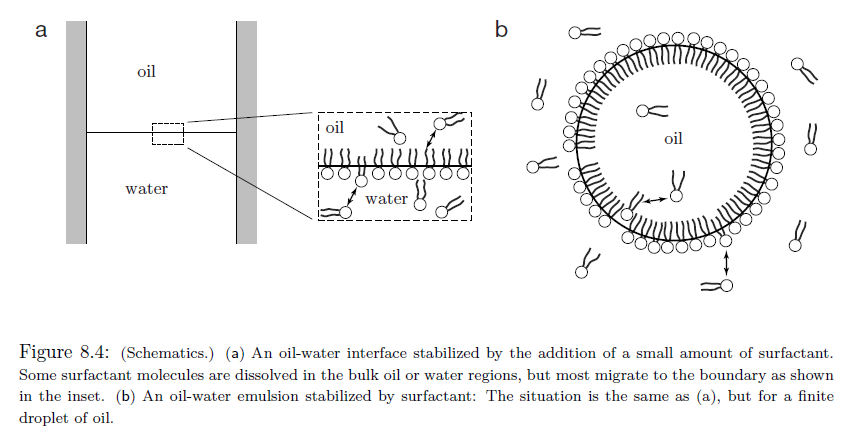 a
b
oil
water
oil
water
oil
Figure 8.4: (Schematics.) (a) An oil-water interface stabilized by the addition of a small amount of surfactant.
Some surfactant molecules are dissolved in the bulk oil or water regions, but most migrate to the boundary as shown
in the inset. (b) An oil-water emulsion stabilized by surfactant: The situation is the same as (a), but for a finite
droplet of oil.